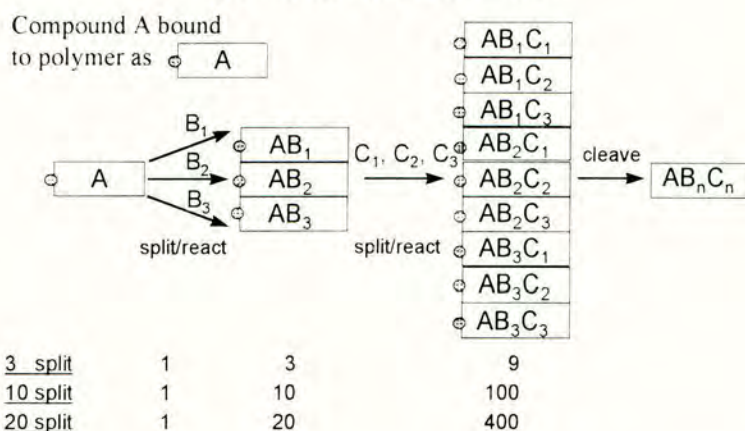 Compound A bound
to polymer as A
A
B₁
B₂
B₃
split/react
AB₁
AB₂
AB₃
C₁, C₂, C₃
split/react
AB₁C₁
AB₁C₂
AB₁C₃
AB₂C₁
AB₂C₂
AB₂C₃
AB₃C₁
AB₃C₂
AB₃C₃
cleave
ABₙCₙ
3 split 1 3 9
10 split 1 10 100
20 split 1 20 400